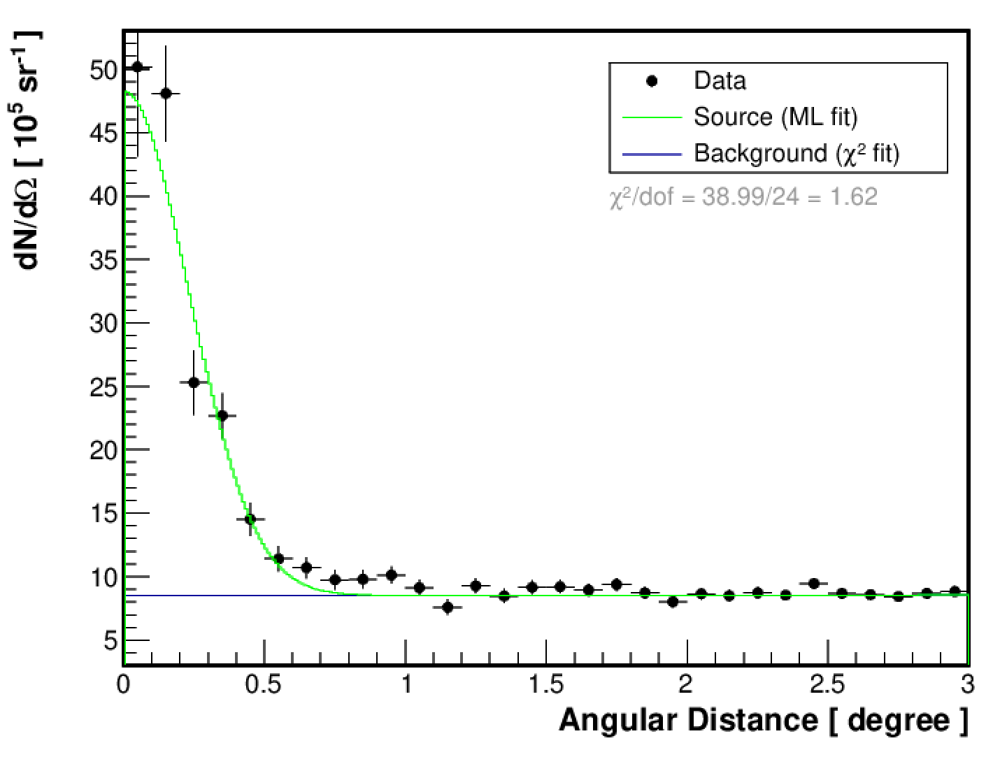 dN/dΩ [ 10⁵ sr⁻¹ ]
50
45
40
35
30
25
20
15
10
5
Data
Source (ML fit)
Background (χ² fit)
χ²/dof = 38.99/24 = 1.62
0 0.5 1 1.5 2 2.5 3
Angular Distance [ degree ]